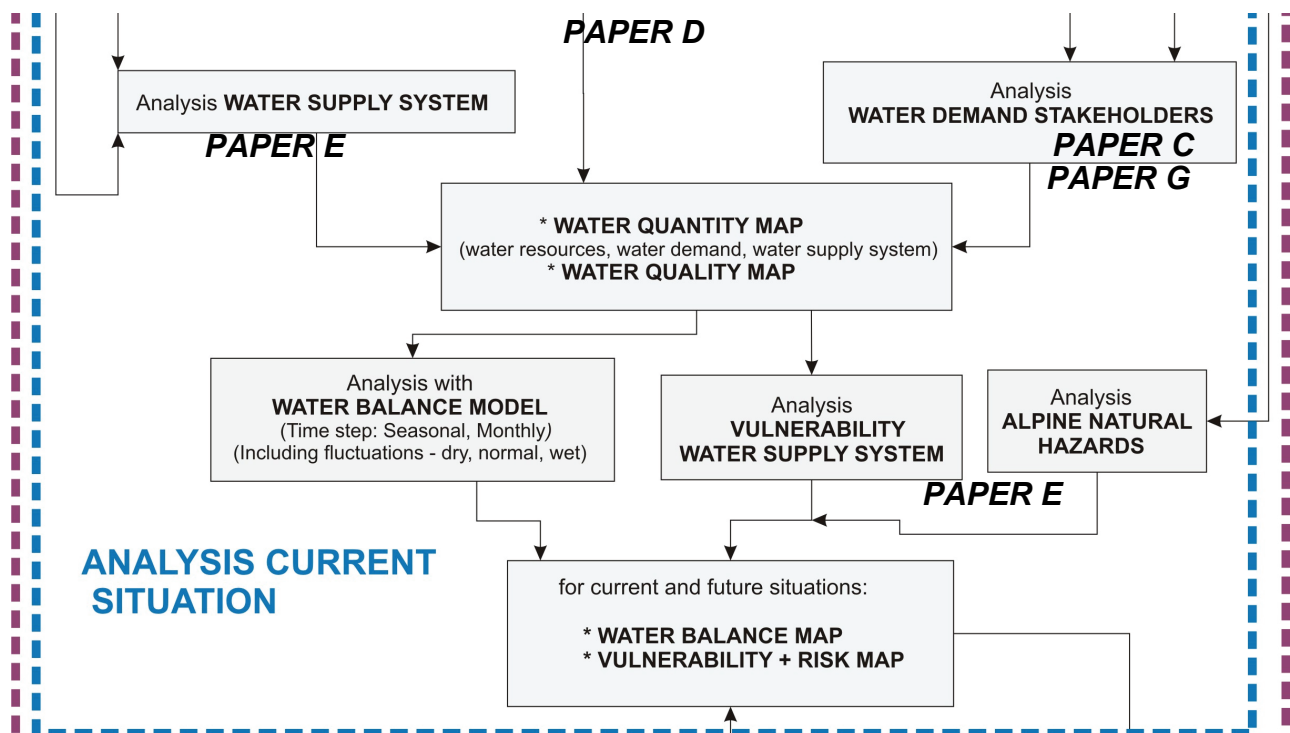 PAPER D
Analysis WATER SUPPLY SYSTEM
PAPER E
Analysis
WATER DEMAND STAKEHOLDERS
PAPER C
PAPER G
* WATER QUANTITY MAP
(water resources, water demand, water supply system)
* WATER QUALITY MAP
Analysis with
WATER BALANCE MODEL
(Time step: Seasonal, Monthly)
(Including fluctuations - dry, normal, wet)
Analysis
VULNERABILITY
WATER SUPPLY SYSTEM
PAPER E
Analysis
ALPINE NATURAL
HAZARDS
ANALYSIS CURRENT
SITUATION
for current and future situations:
* WATER BALANCE MAP
* VULNERABILITY + RISK MAP